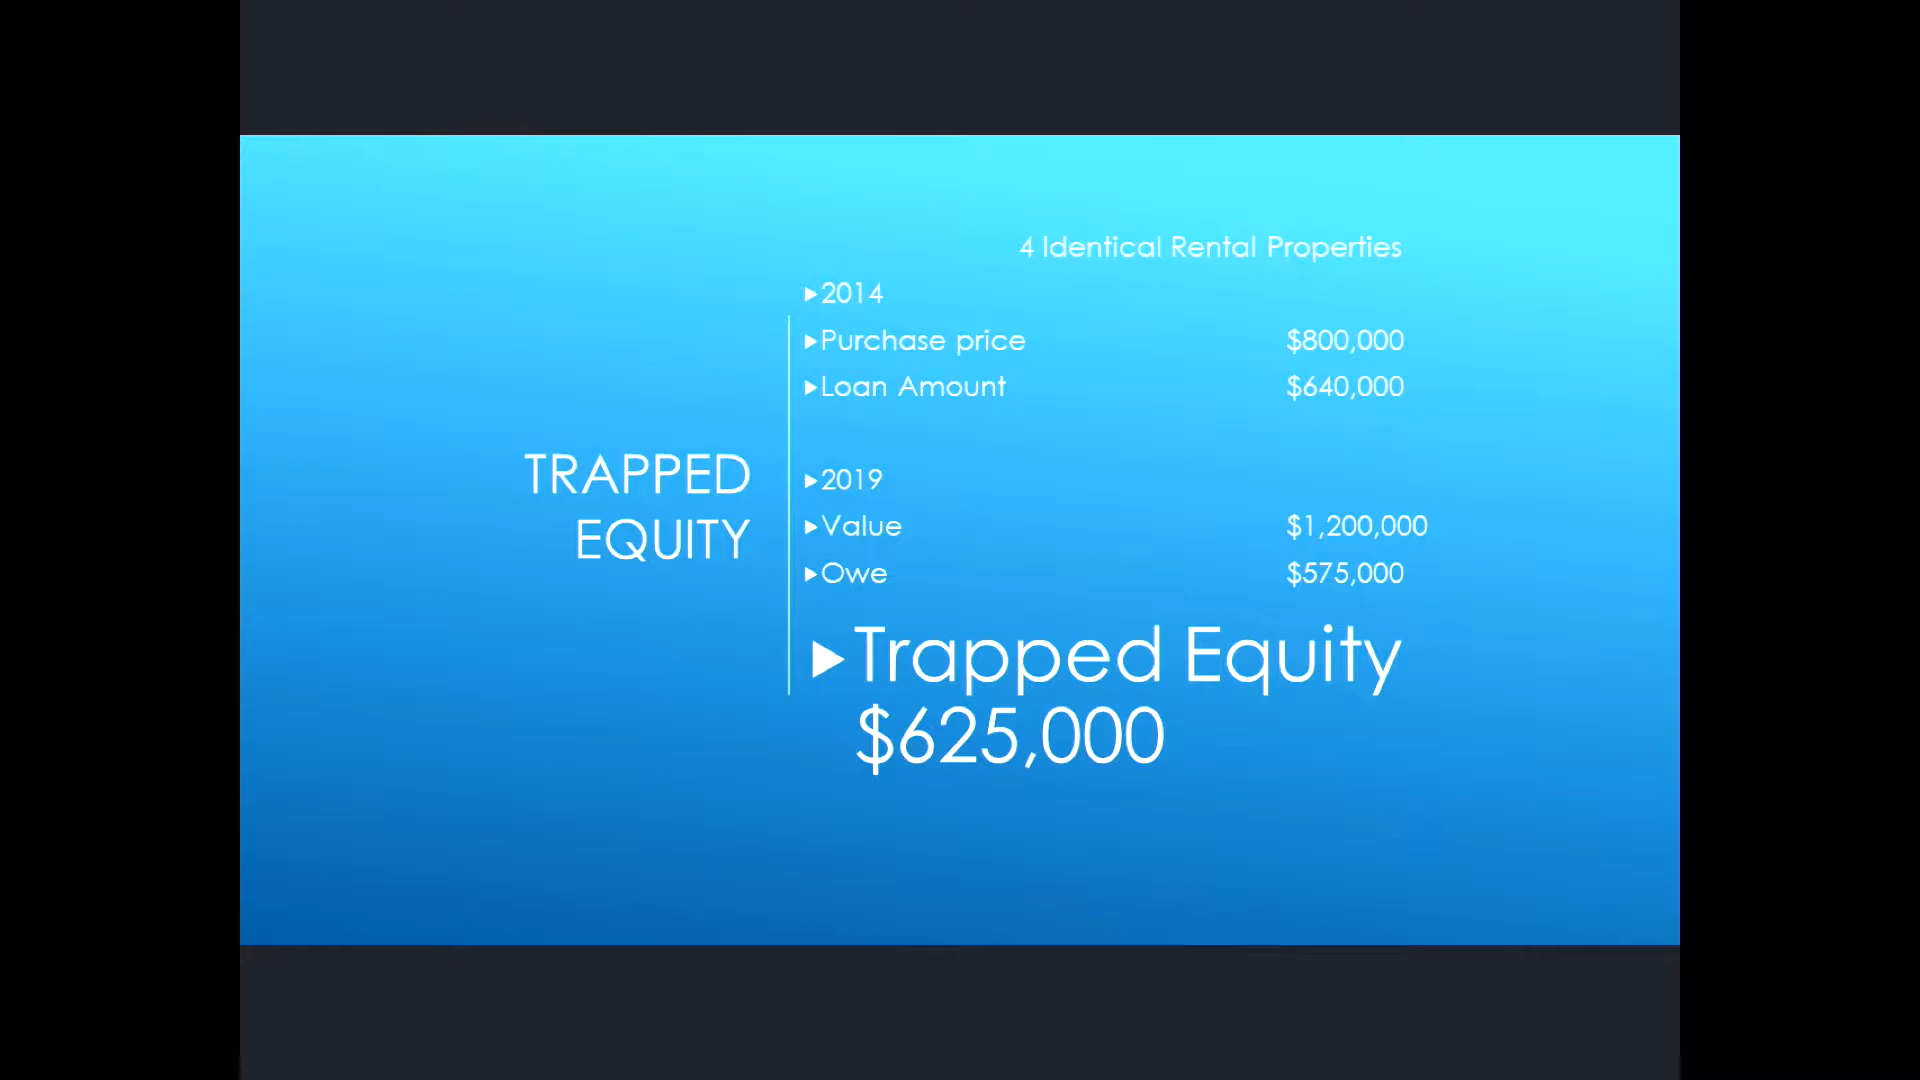 TRAPPED
EQUITY
4 Identical Rental Properties
2014
Purchase price $800,000
Loan Amount $640,000
2019
Value $1,200,000
Owe $575,000
Trapped Equity
$625,000